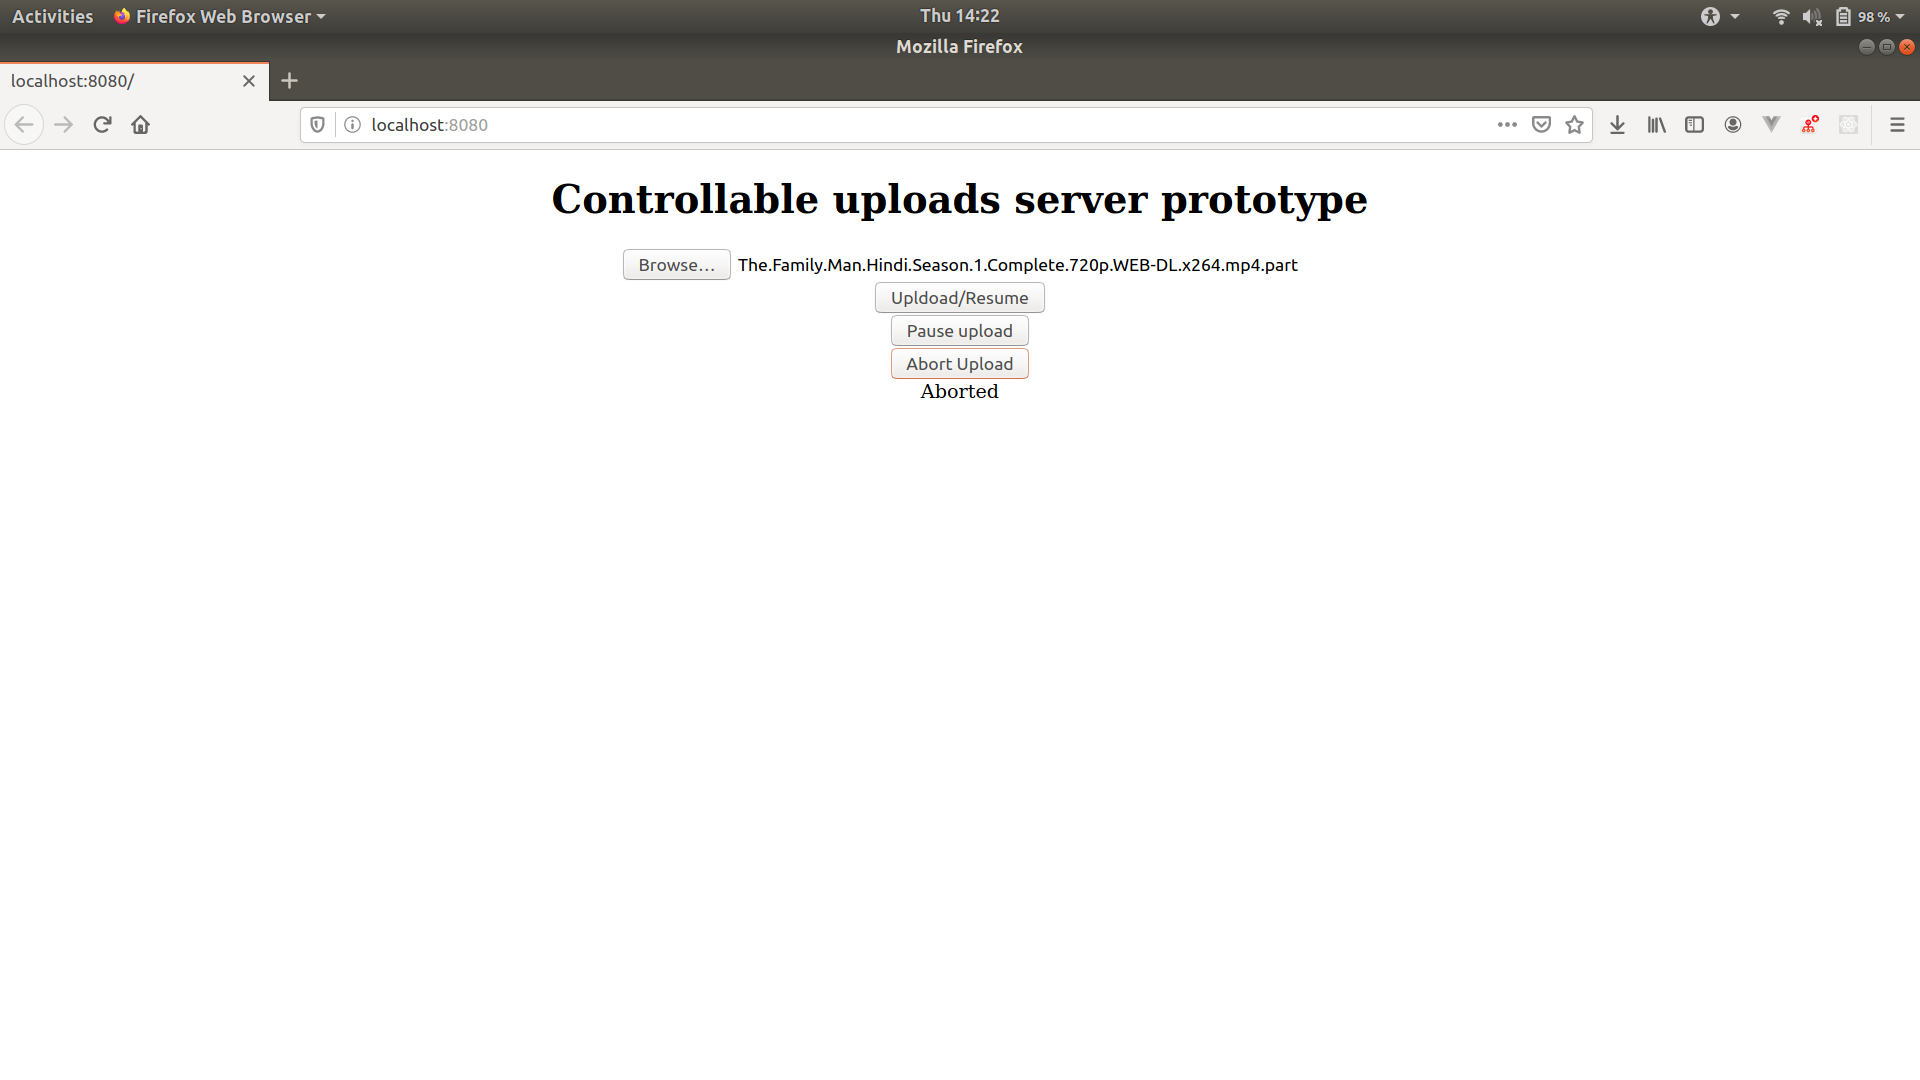 Activities Firefox Web Browser Thu 14:22 98 %
Mozilla Firefox
localhost:8080/
localhost:8080
Controllable uploads server prototype
Browse... The.Family.Man.Hindi.Season.1.Complete.720p.WEB-DL.x264.mp4.part
Upldoad/Resume
Pause upload
Abort Upload
Aborted